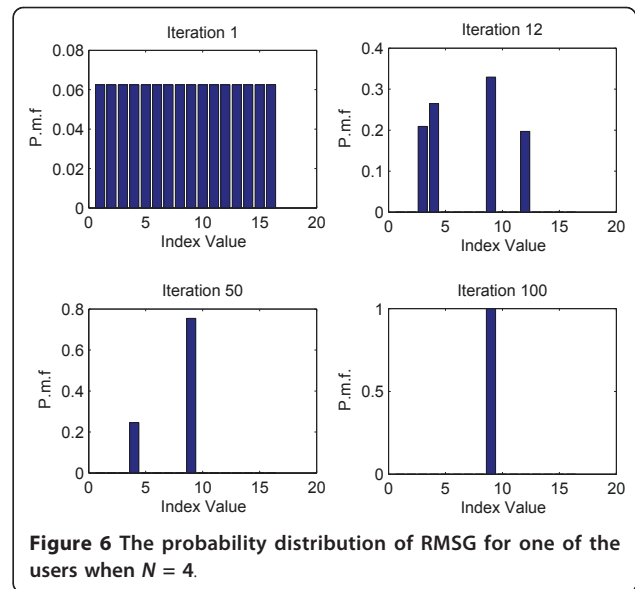 Iteration 1
0.08
0.06
0.04
0.02
0
P.m.f
0 5 10 15 20
Index Value
Iteration 12
0.4
0.3
0.2
0.1
0
P.m.f
0 5 10 15 20
Index Value
Iteration 50
0.8
0.6
0.4
0.2
0
P.m.f
0 5 10 15 20
Index Value
Iteration 100
1
0.5
0
P.m.f.
0 5 10 15 20
Index Value
Figure 6 The probability distribution of RMSG for one of the
users when N = 4.